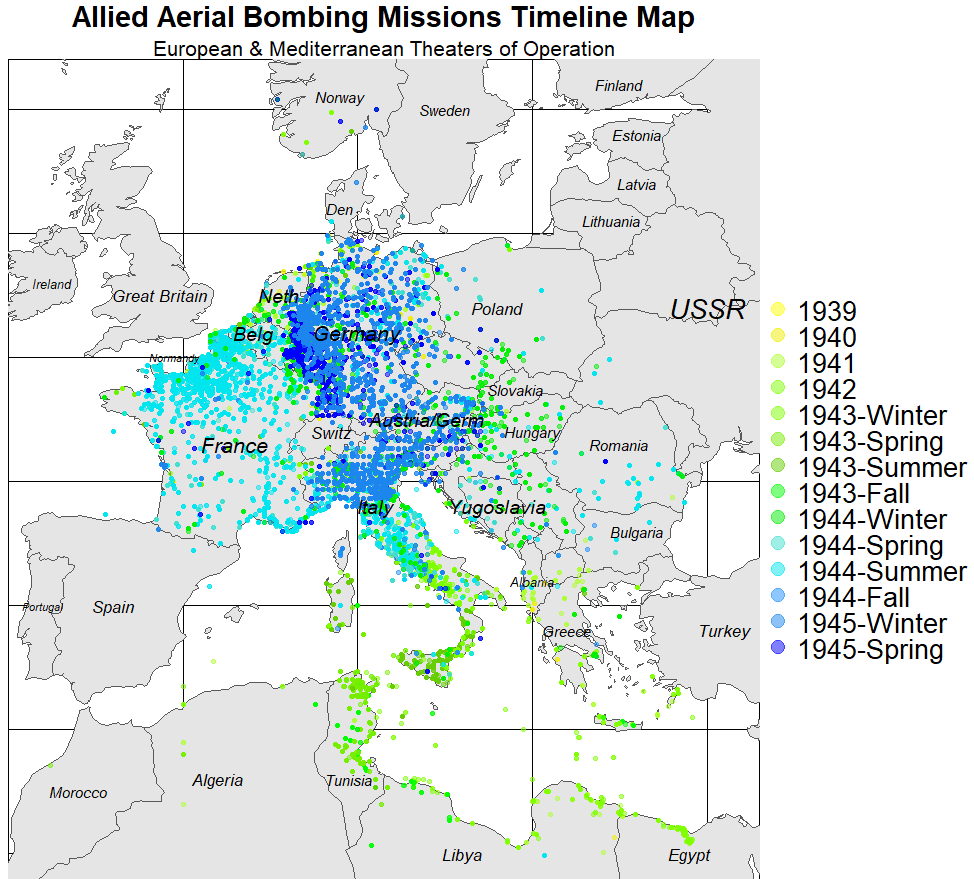 Allied Aerial Bombing Missions Timeline Map
European & Mediterranean Theaters of Operation
Finland
Norway
Sweden
Estonia
Latvia
Den
Lithuania
Ireland
Great Britain
Neth
Poland
USSR
Belg
Germany
Normandy
Slovakia
Austria/Germ
Switz
Hungary
France
Romania
Italy
Yugoslavia
Bulgaria
Albania
Portugal
Spain
Greece
Turkey
Algeria
Tunisia
Morocco
Libya
Egypt
1939
1940
1941
1942
1943-Winter
1943-Spring
1943-Summer
1943-Fall
1944-Winter
1944-Spring
1944-Summer
1944-Fall
1945-Winter
1945-Spring